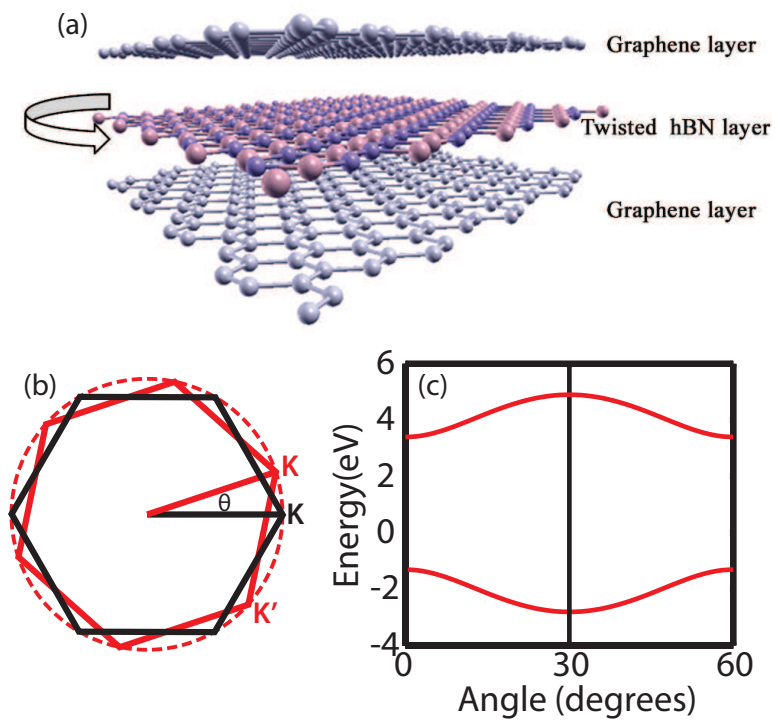 (a)
Graphene layer
Twisted hBN layer
Graphene layer
(b)
K
θ
K
K'
(c)
6
4
2
0
-2
-4
Energy(eV)
0
30
60
Angle (degrees)